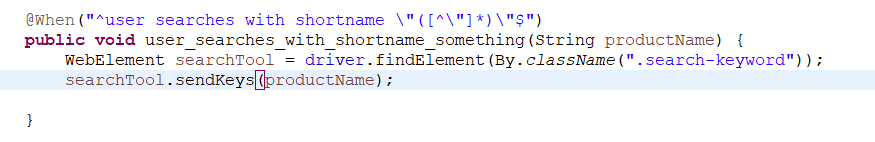 @When("^user searches with shortname \"([^\"]*)\"$")
public void user_searches_with_shortname_something(String productName) {
WebElement searchTool = driver.findElement(By.className(".search-keyword"));
searchTool.sendKeys(productName);
}